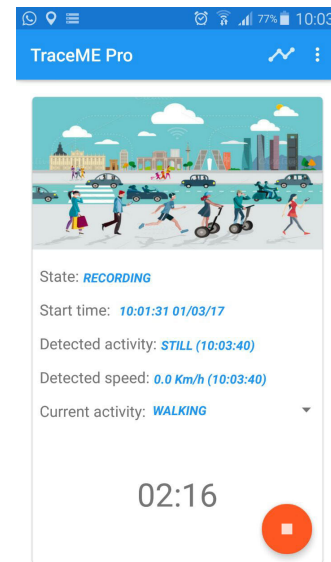 77% 10:03
TraceME Pro
State: RECORDING
Start time: 10:01:31 01/03/17
Detected activity: STILL (10:03:40)
Detected speed: 0.0 Km/h (10:03:40)
Current activity: WALKING
02:16